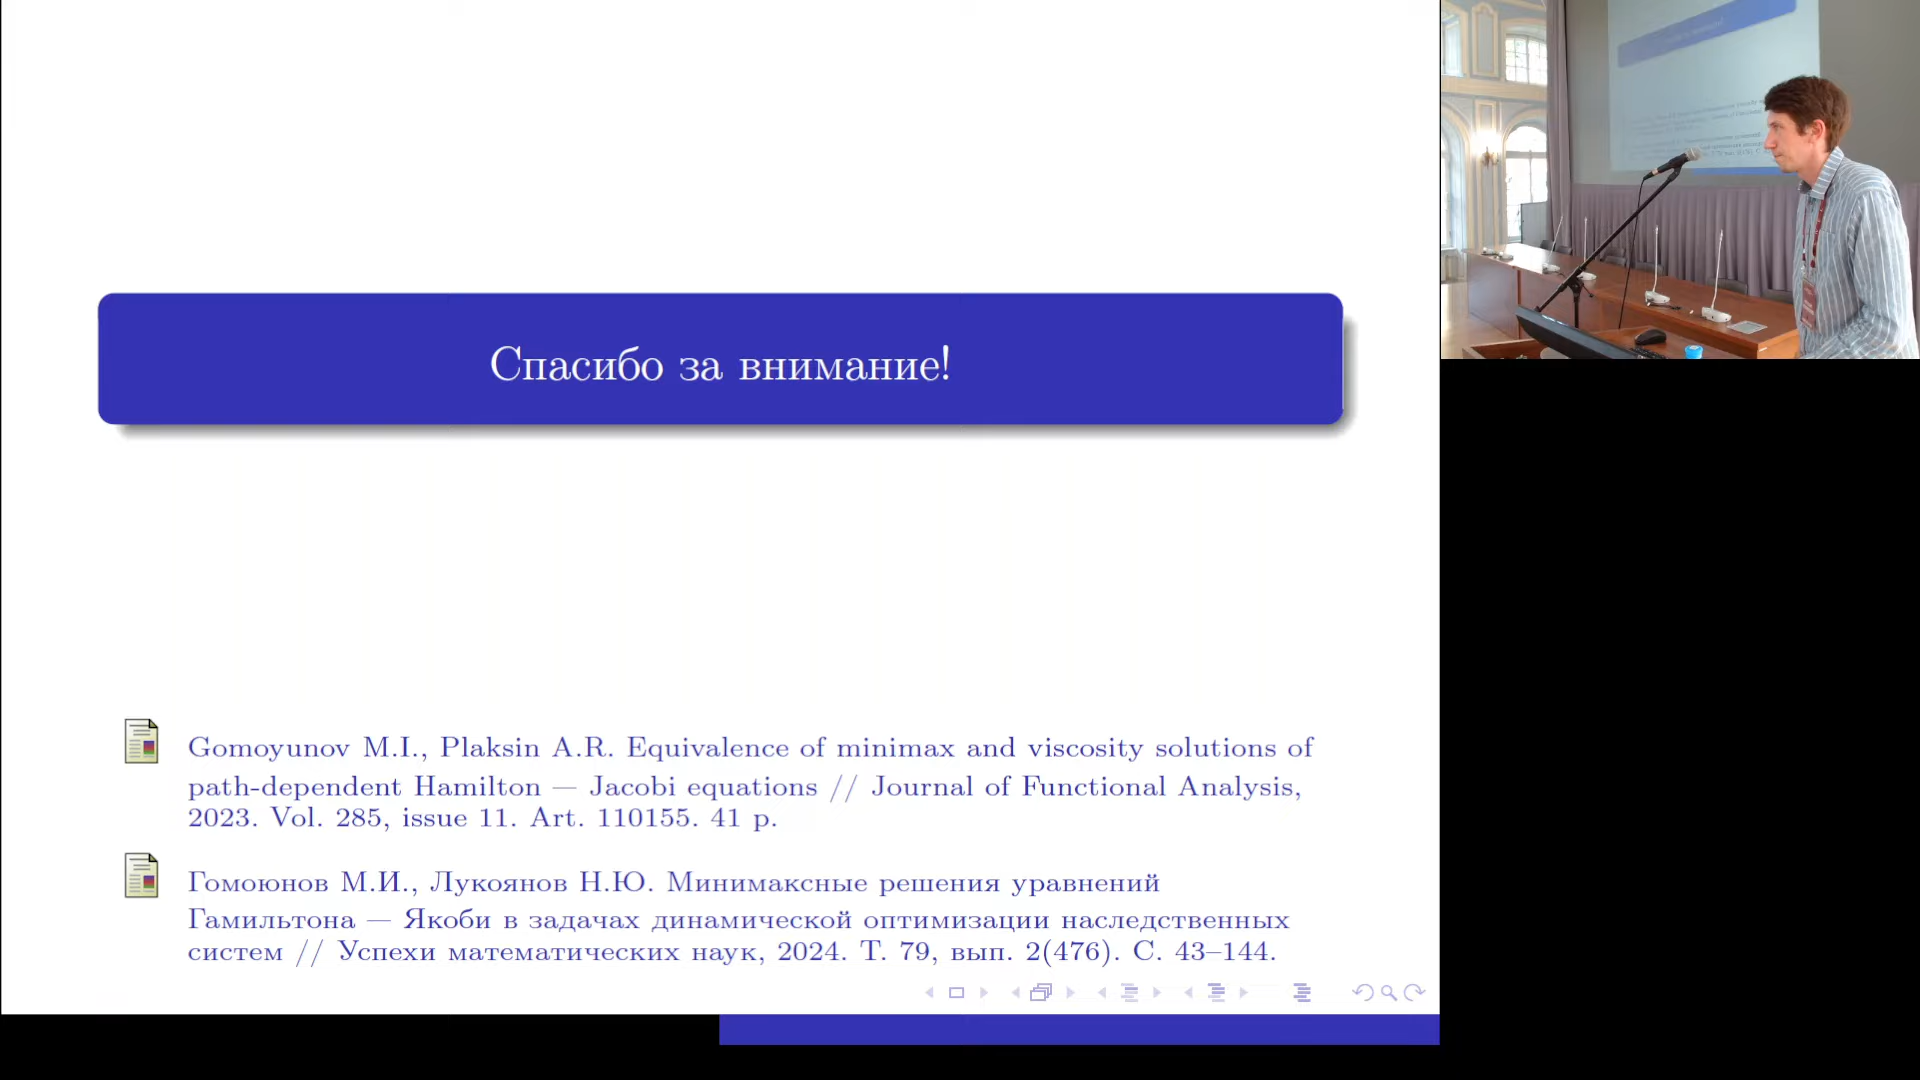 Спасибо за внимание!
Gomoyunov M.I., Plaksin A.R. Equivalence of minimax and viscosity solutions of
path-dependent Hamilton — Jacobi equations // Journal of Functional Analysis,
2023. Vol. 285, issue 11. Art. 110155. 41 p.
Гомоюнов М.И., Лукоянов Н.Ю. Минимаксные решения уравнений
Гамильтона — Якоби в задачах динамической оптимизации наследственных
систем // Успехи математических наук, 2024. Т. 79, вып. 2(476). С. 43–144.